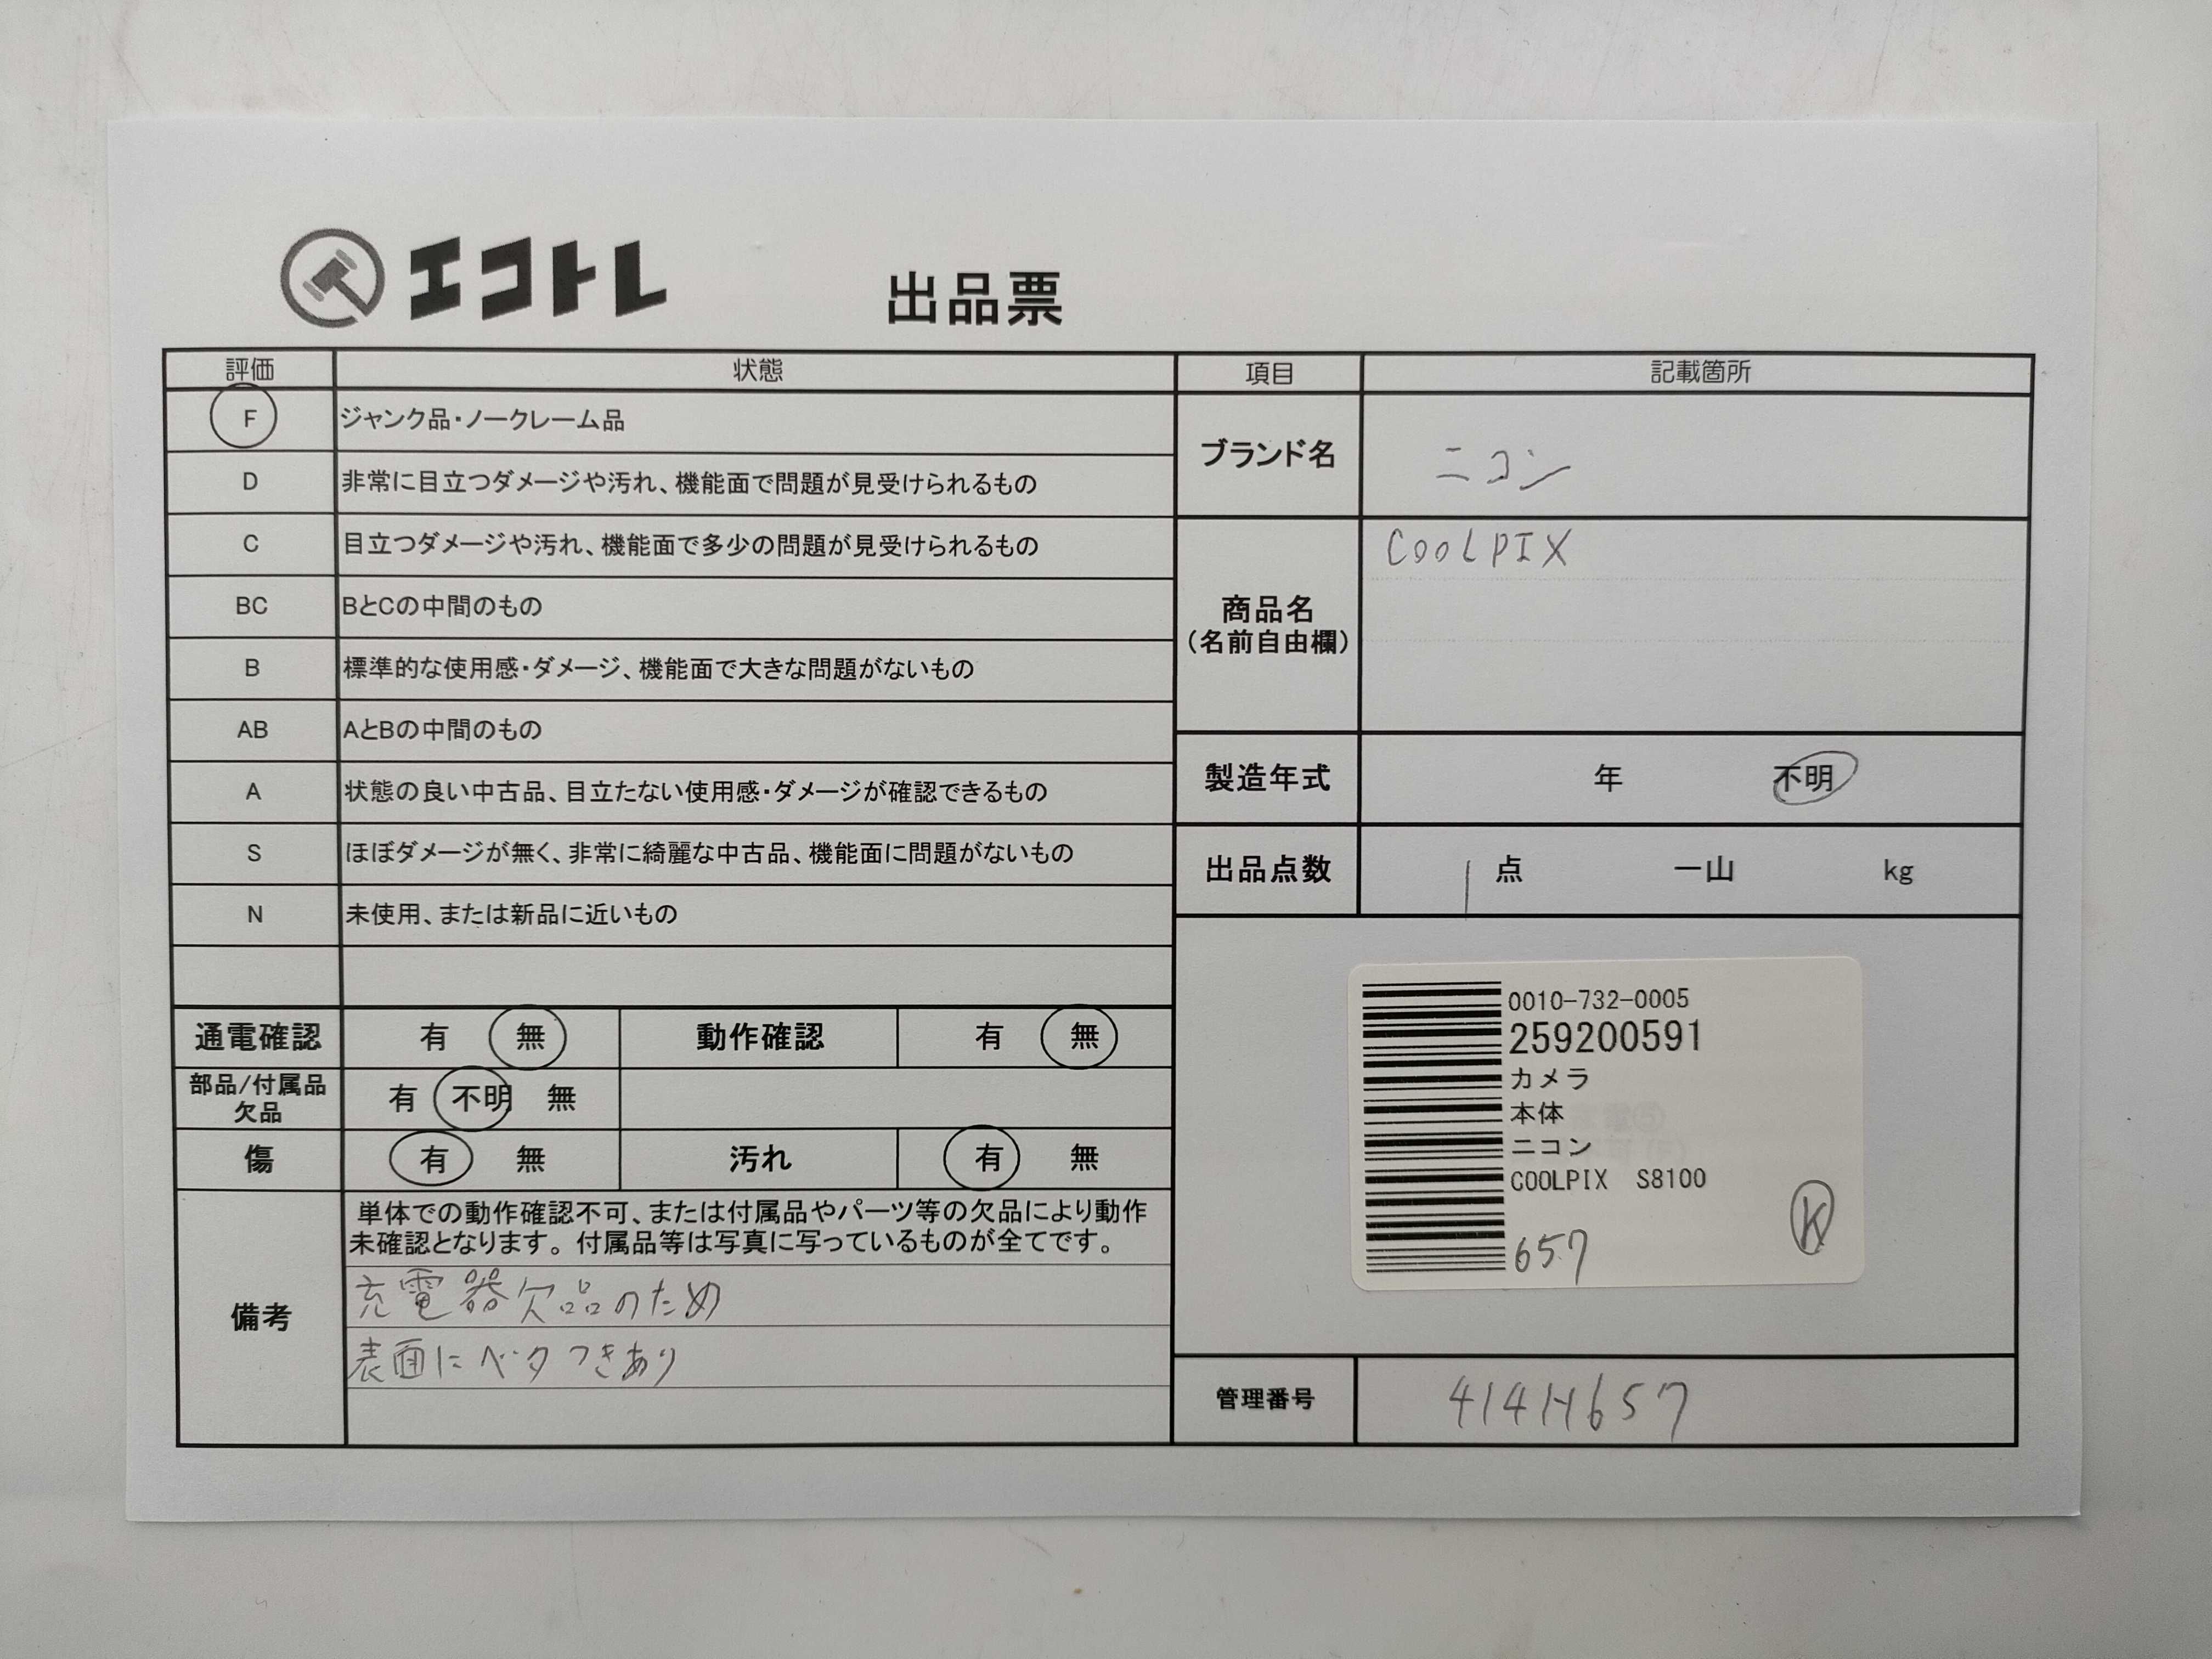 エコトレ
出品票
評価 状態
F ジャンク品・ノークレーム品
D 非常に目立つダメージや汚れ、機能面で問題が見受けられるもの
C 目立つダメージや汚れ、機能面で多少の問題が見受けられるもの
BC BとCの中間のもの
B 標準的な使用感・ダメージ、機能面で大きな問題がないもの
AB AとBの中間のもの
A 状態の良い中古品、目立たない使用感・ダメージが確認できるもの
S ほぼダメージが無く、非常に綺麗な中古品、機能面に問題がないもの
N 未使用、または新品に近いもの
通電確認 有 無 動作確認 有 無
部品/付属品
欠品
有 不明 無
傷 有 無 汚れ 有 無
備考
単体での動作確認不可、または付属品やパーツ等の欠品により動作
未確認となります。付属品等は写真に写っているものが全てです。
充電器欠品のため
表面にベタつきあり
項目 記載箇所
ブランド名 ニコン
商品名
(名前自由欄)
COOLPIX
製造年式 年 不明
出品点数 1 点 一山 kg
0010-732-0005
259200591
カメラ
本体
ニコン
COOLPIX S8100
657 K
管理番号 414H657